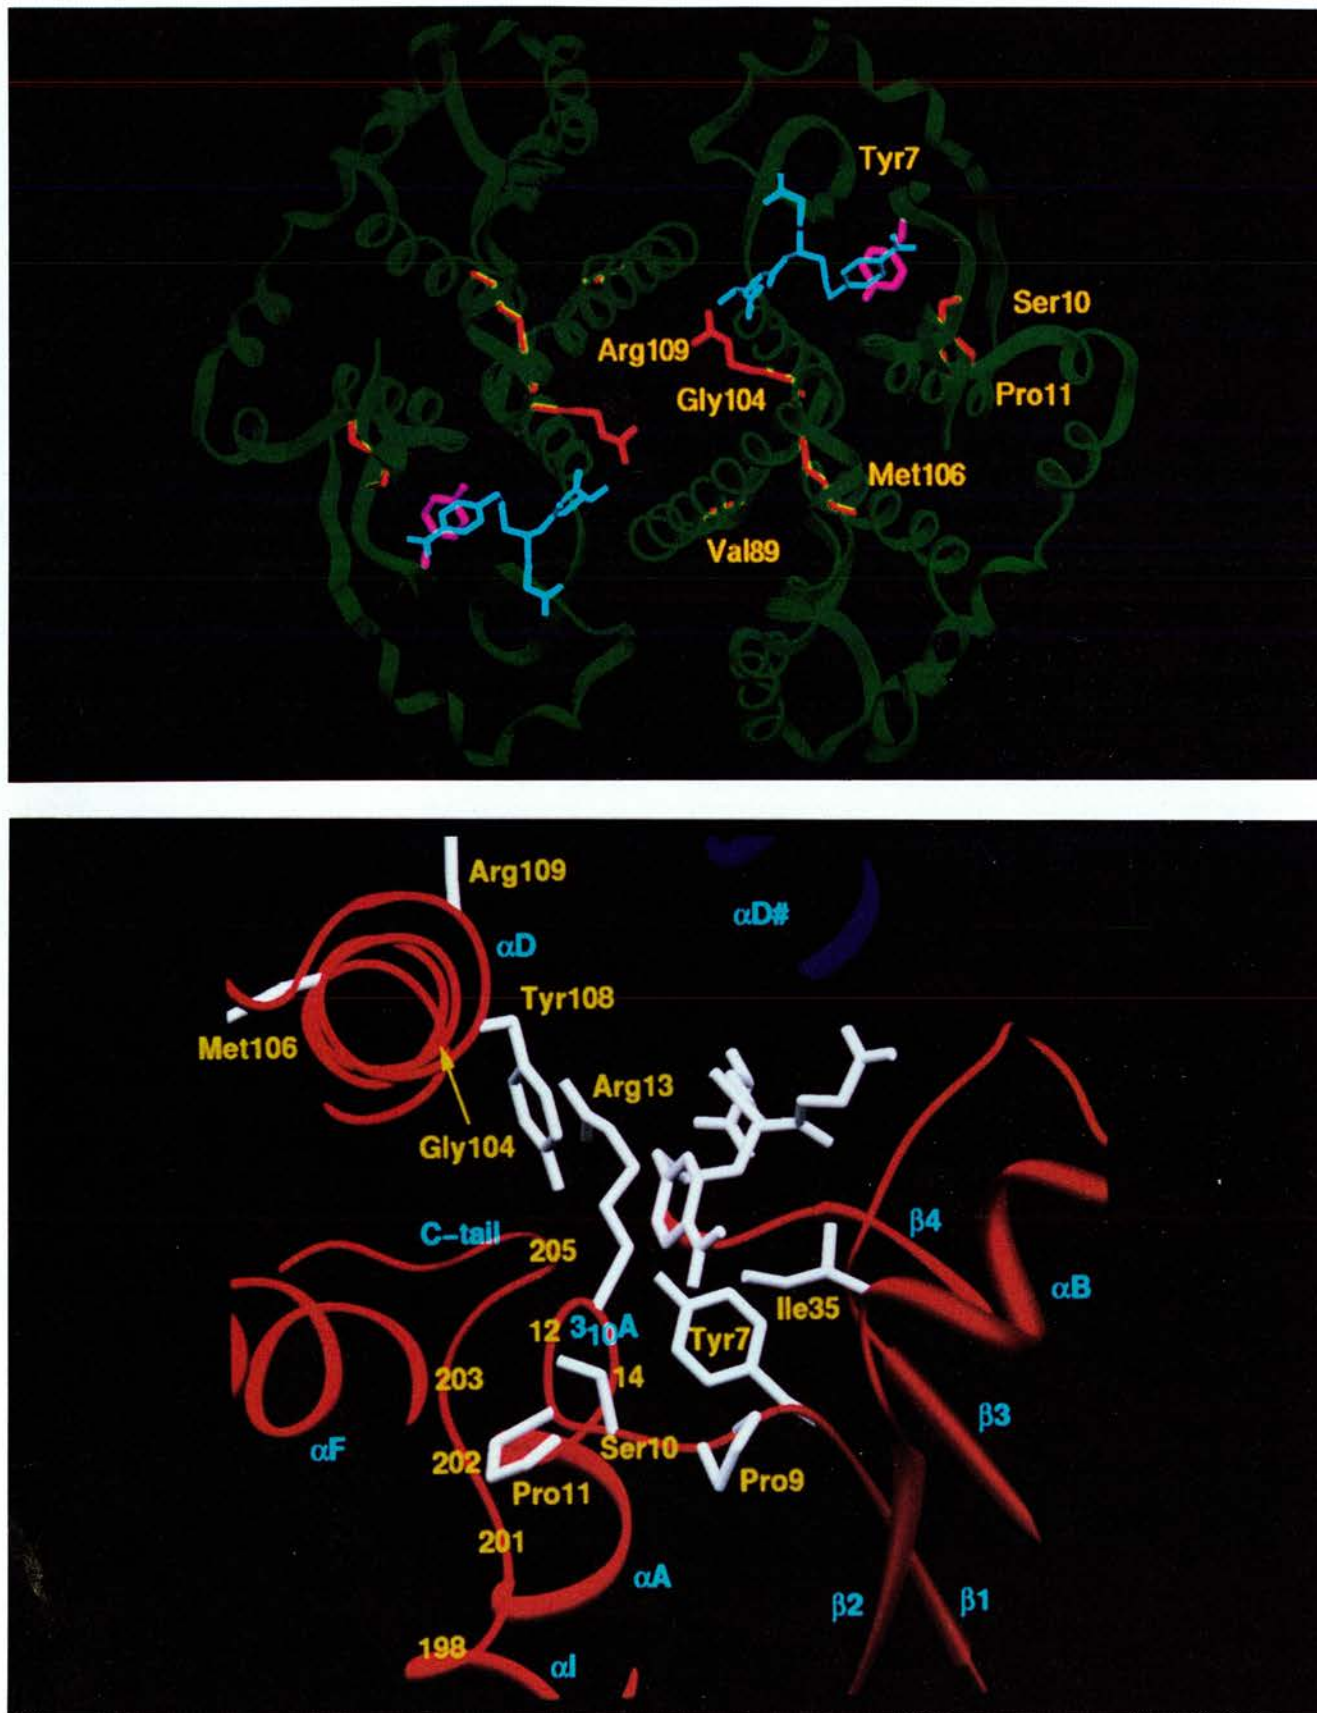 Tyr7
Ser10
Arg109
Gly104
Pro11
Met106
Val89
Arg109
αD#
αD
Tyr108
Met106
Arg13
Gly104
C-tail
β4
205
αB
Ile35
12
3₁₀A
Tyr7
203
14
β3
αF
Ser10
202
Pro9
Pro11
201
αA
β2
β1
198
αI